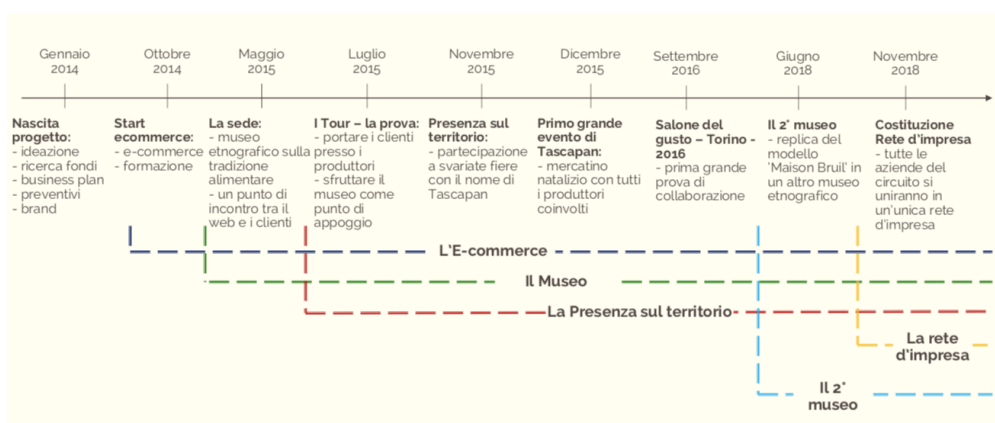 Gennaio
2014
Ottobre
2014
Maggio
2015
Luglio
2015
Novembre
2015
Dicembre
2015
Settembre
2016
Giugno
2018
Novembre
2018
Nascita
progetto:
- ideazione
- ricerca fondi
- business plan
- preventivi
- brand
Start
ecommerce:
- e-commerce
- formazione
La sede:
- museo
etnografico sulla
tradizione
alimentare
- un punto di
incontro tra il
web e i clienti
I Tour – la prova:
- portare i clienti
presso i
produttori
- sfruttare il
museo come
punto di
appoggio
Presenza sul
territorio:
- partecipazione
a svariate fiere
con il nome di
Tascapan
Primo grande
evento di
Tascapan:
- mercatino
natalizio con tutti
i produttori
coinvolti
Salone del
gusto – Torino -
2016
- prima grande
prova di
collaborazione
Il 2° museo
- replica del
modello
'Maison Bruil' in
un altro museo
etnografico
Costituzione
Rete d'impresa
- tutte le
aziende del
circuito si
uniranno in
un'unica rete
d'impresa
L'E-commerce
Il Museo
La Presenza sul territorio
La rete
d'impresa
Il 2°
museo